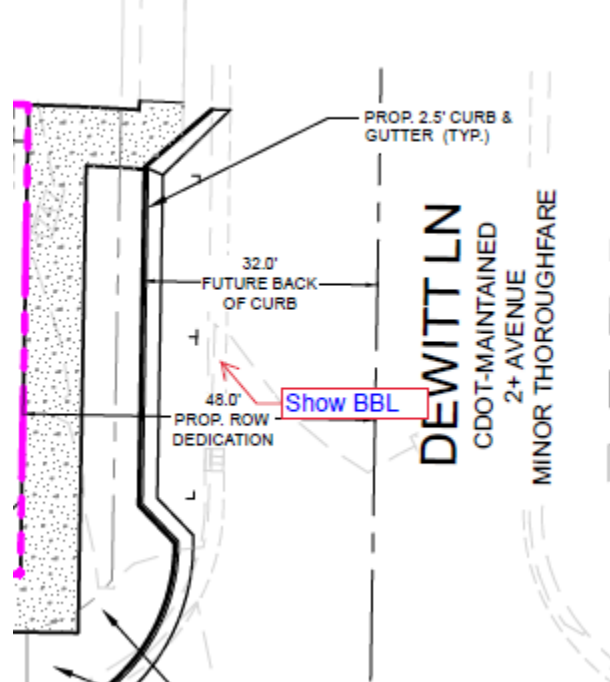 PROP. 2.5' CURB &
GUTTER (TYP.)
32.0'
FUTURE BACK
OF CURB
Show BBL
48.0'
PROP. ROW
DEDICATION
DEWITT LN
CDOT-MAINTAINED
2+ AVENUE
MINOR THOROUGHFARE